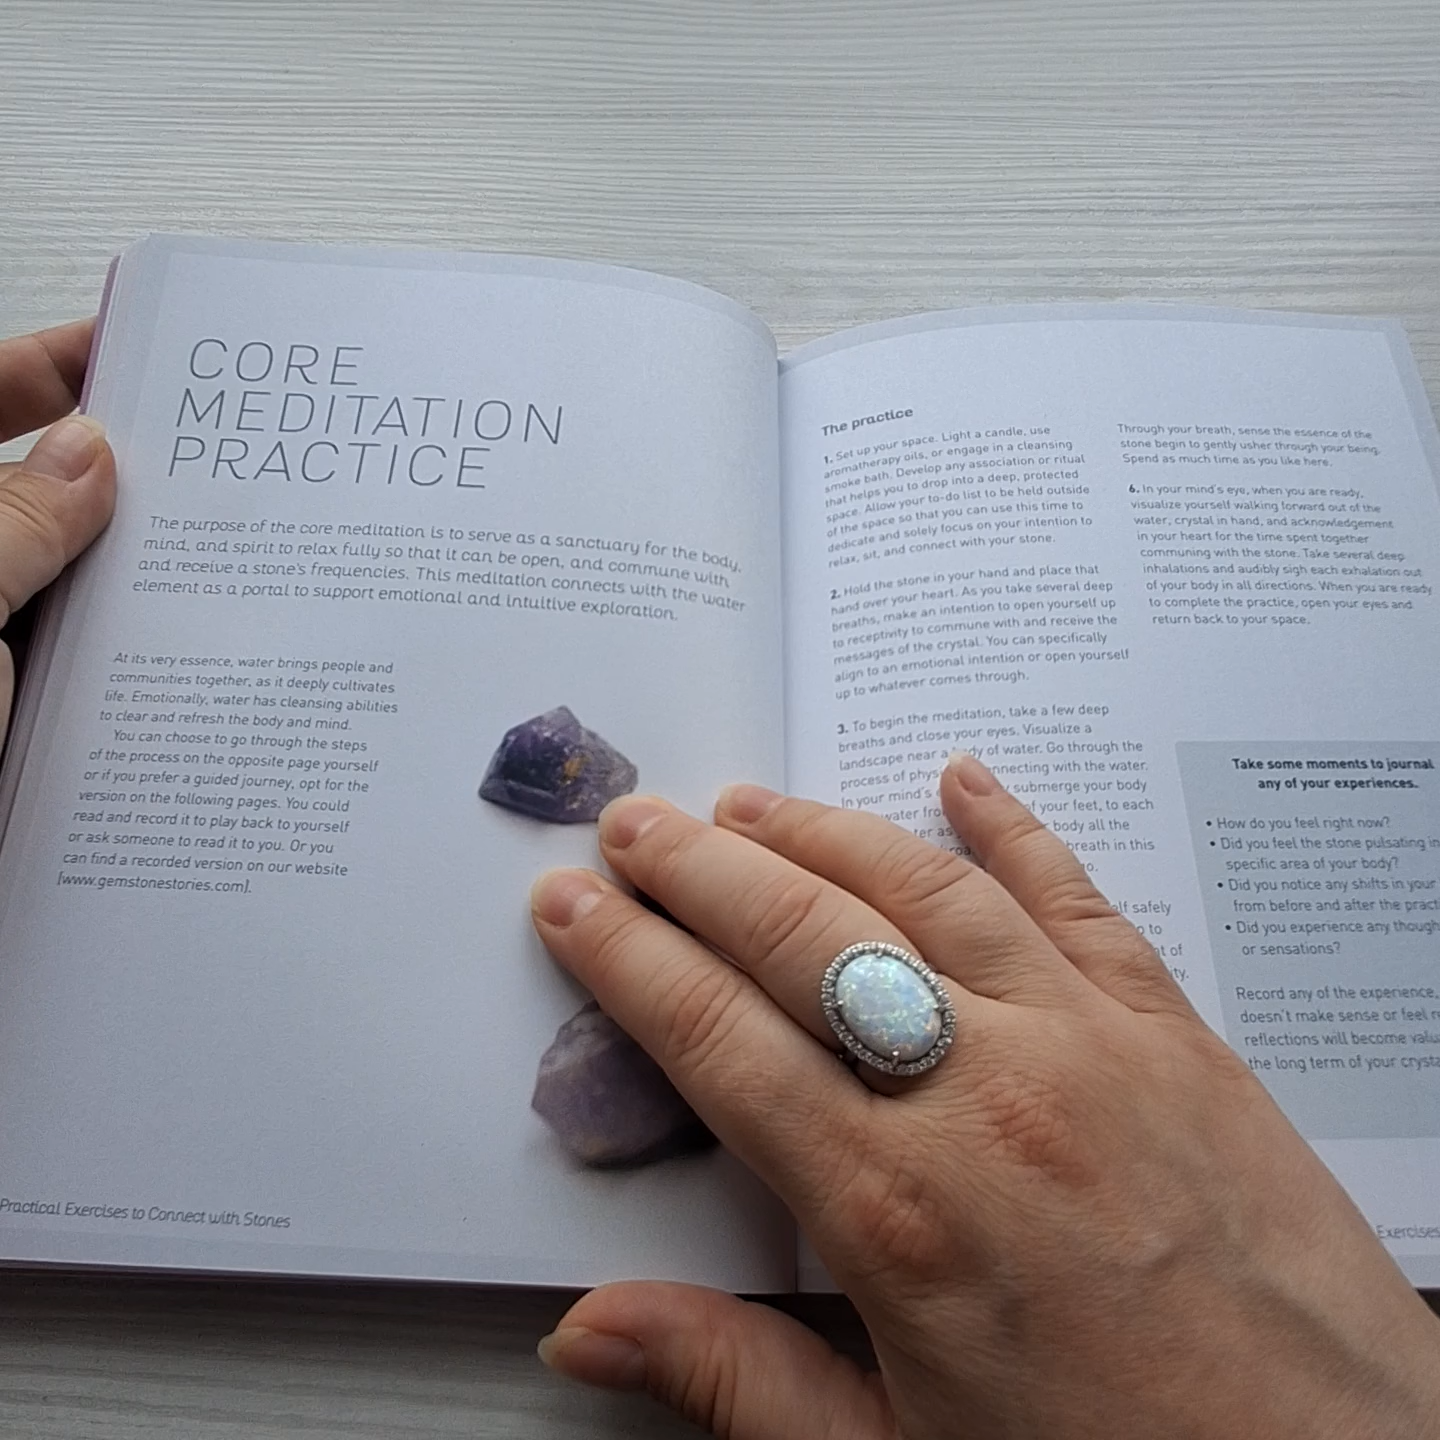 CORE
MEDITATION
PRACTICE
The purpose of the core meditation is to serve as a sanctuary for the body,
mind, and spirit to relax fully so that it can be open, and commune with
and receive a stone's frequencies. This meditation connects with the water
element as a portal to support emotional and intuitive exploration.
At its very essence, water brings people and
communities together, as it deeply cultivates
life. Emotionally, water has cleansing abilities
to clear and refresh the body and mind.
You can choose to go through the steps
of the process on the opposite page yourself
or if you prefer a guided journey, opt for the
version on the following pages. You could
read and record it to play back to yourself
or ask someone to read it to you. Or you
can find a recorded version on our website
[www.gemstonestories.com].
Practical Exercises to Connect with Stones
The practice
1. Set up your space. Light a candle, use
aromatherapy oils, or engage in a cleansing
smoke bath. Develop any association or ritual
that helps you to drop into a deep, protected
space. Allow your to-do list to be held outside
of the space so that you can use this time to
dedicate and solely focus on your intention to
relax, sit, and connect with your stone.
2. Hold the stone in your hand and place that
hand over your heart. As you take several deep
breaths, make an intention to open yourself up
to receptivity to commune with and receive the
messages of the crystal. You can specifically
align to an emotional intention or open yourself
up to whatever comes through.
3. To begin the meditation, take a few deep
breaths and close your eyes. Visualize a
landscape near a body of water. Go through the
process of connecting with the water.
In your mind's submerge your body
water of your feet, to each
as body all the
breath in this
safely
to
of
Through your breath, sense the essence of the
stone begin to gently usher through your being.
Spend as much time as you like here.
6. In your mind's eye, when you are ready,
visualize yourself walking forward out of the
water, crystal in hand, and acknowledgement
in your heart for the time spent together
communing with the stone. Take several deep
inhalations and audibly sigh each exhalation out
of your body in all directions. When you are ready
to complete the practice, open your eyes and
return back to your space.
Take some moments to journal
any of your experiences.
• How do you feel right now?
• Did you feel the stone pulsating in
specific area of your body?
• Did you notice any shifts in your
from before and after the
• Did you experience any
or sensations?
Record any of the experience,
doesn't make sense or feel
reflections will become
the long term of your
Exercises